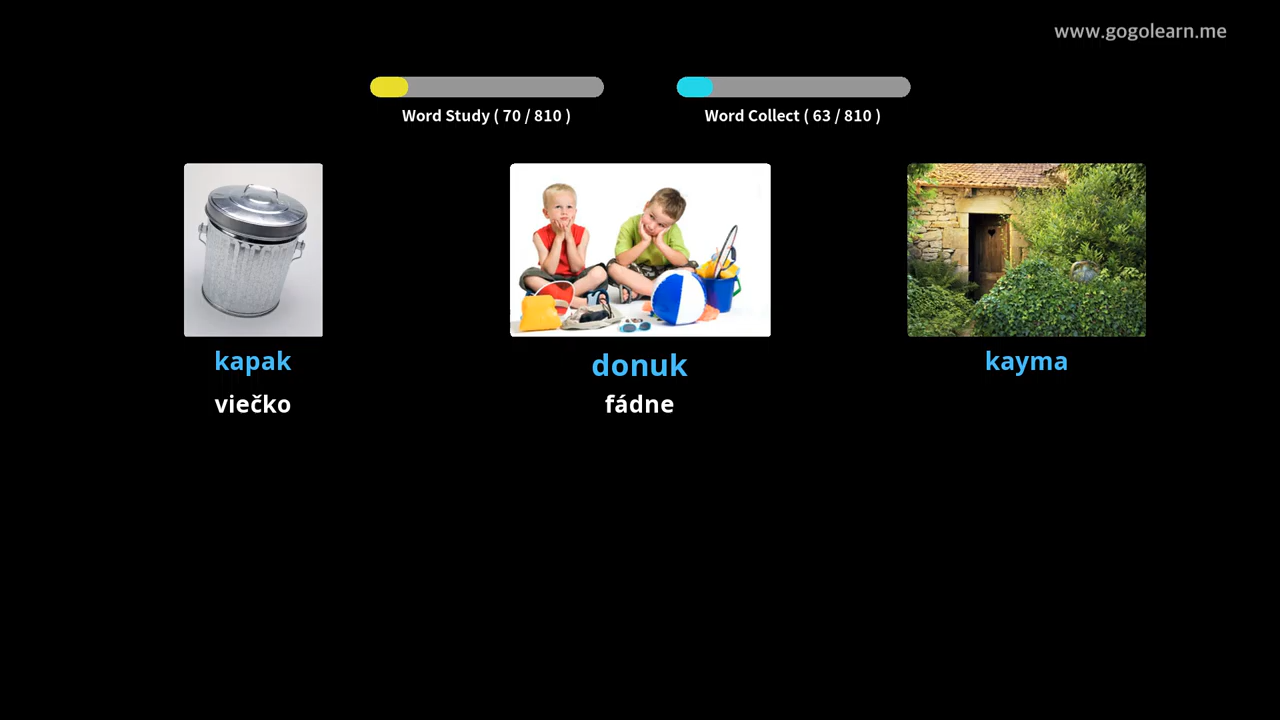 www.gogolearn.me
Word Study ( 70 / 810 )
Word Collect ( 63 / 810 )
kapak
donuk
kayma
viečko
fádne